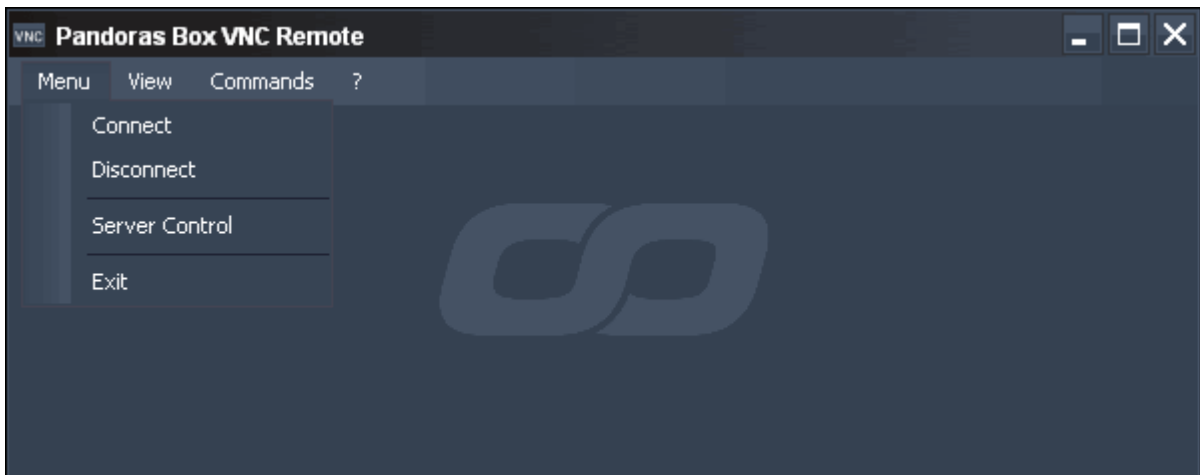 VNC Pandoras Box VNC Remote
Menu View Commands ?
Connect
Disconnect
Server Control
Exit